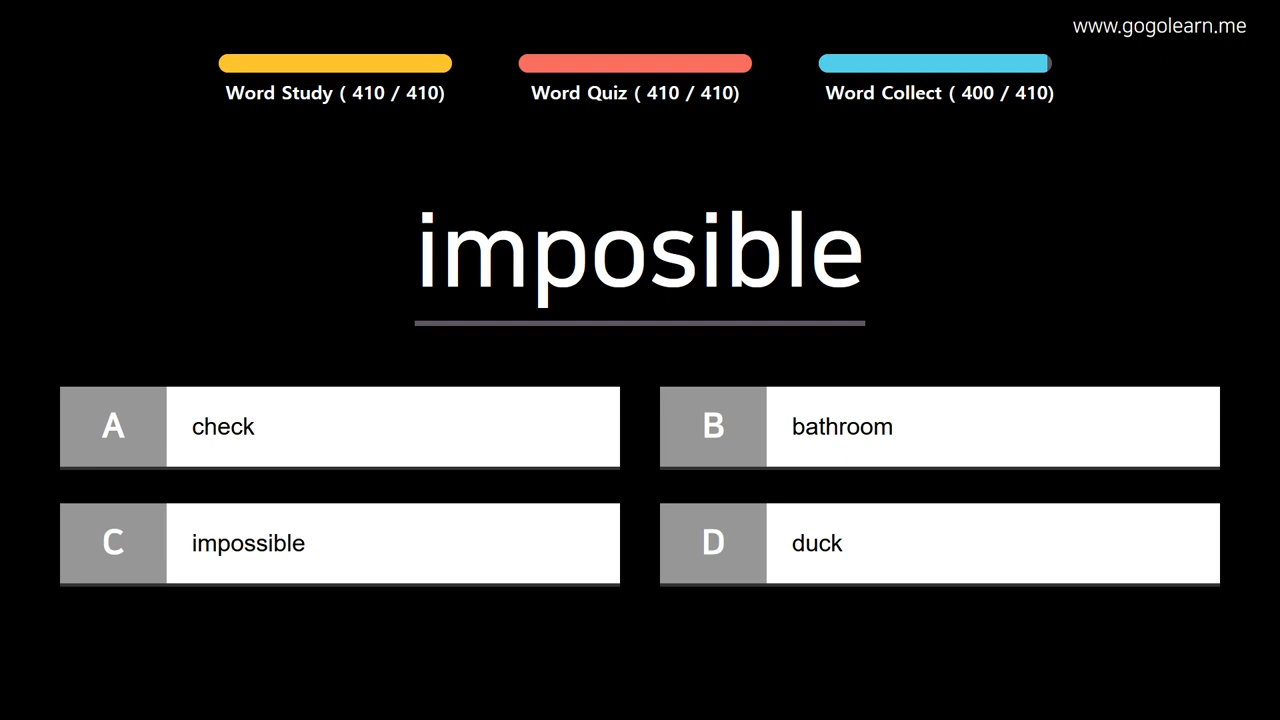 www.gogolearn.me
Word Study ( 410 / 410)
Word Quiz ( 410 / 410)
Word Collect ( 400 / 410)
imposible
A check
B bathroom
C impossible
D duck